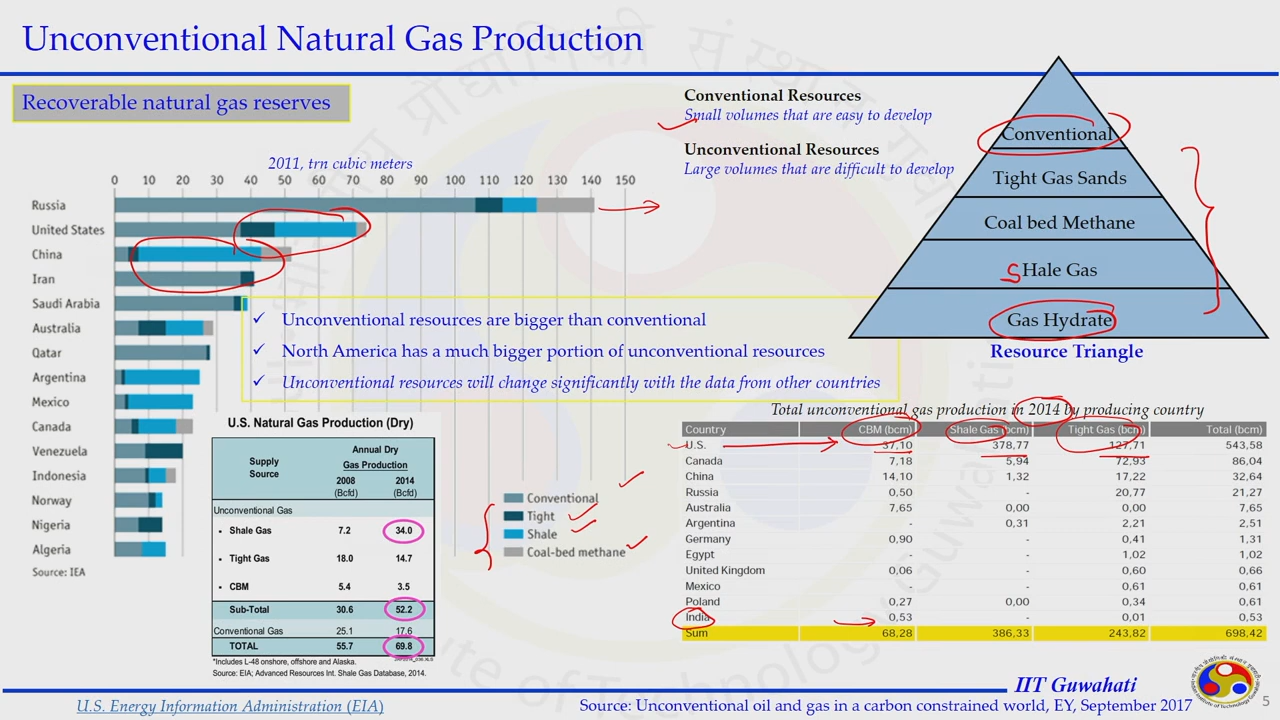 Unconventional Natural Gas Production
Recoverable natural gas reserves
Conventional Resources
Small volumes that are easy to develop
Unconventional Resources
Large volumes that are difficult to develop
Conventional
Tight Gas Sands
Coal bed Methane
sHale Gas
Gas Hydrate
Resource Triangle
2011, trn cubic meters
0 10 20 30 40 50 60 70 80 90 100 110 120 130 140 150
Russia
United States
China
Iran
Saudi Arabia
Australia
Qatar
Argentina
Mexico
Canada
Venezuela
Indonesia
Norway
Nigeria
Algeria
Source: IEA
✓ Unconventional resources are bigger than conventional
✓ North America has a much bigger portion of unconventional resources
✓ Unconventional resources will change significantly with the data from other countries
Conventional
Tight
Shale
Coal-bed methane
U.S. Natural Gas Production (Dry)
Supply Source Annual Dry Gas Production
2008 (Bcfd) 2014 (Bcfd)
Unconventional Gas
• Shale Gas 7.2 34.0
• Tight Gas 18.0 14.7
• CBM 5.4 3.5
Sub-Total 30.6 52.2
Conventional Gas 25.1 17.6
TOTAL 55.7 69.8
*Includes L-48 onshore, offshore and Alaska.
Source: EIA; Advanced Resources Int. Shale Gas Database, 2014.
Total unconventional gas production in 2014 by producing country
Country CBM (bcm) Shale Gas (bcm) Tight Gas (bcm) Total (bcm)
U.S. 37,10 378,77 127,71 543,58
Canada 7,18 5,94 72,93 86,04
China 14,10 1,32 17,22 32,64
Russia 0,50 - 20,77 21,27
Australia 7,65 0,00 0,00 7,65
Argentina - 0,31 2,21 2,51
Germany 0,90 - 0,41 1,31
Egypt - - 1,02 1,02
United Kingdom 0,06 - 0,60 0,66
Mexico - - 0,61 0,61
Poland 0,27 0,00 0,34 0,61
India 0,53 - 0,01 0,53
Sum 68,28 386,33 243,82 698,42
IIT Guwahati
U.S. Energy Information Administration (EIA)
Source: Unconventional oil and gas in a carbon constrained world, EY, September 2017
5